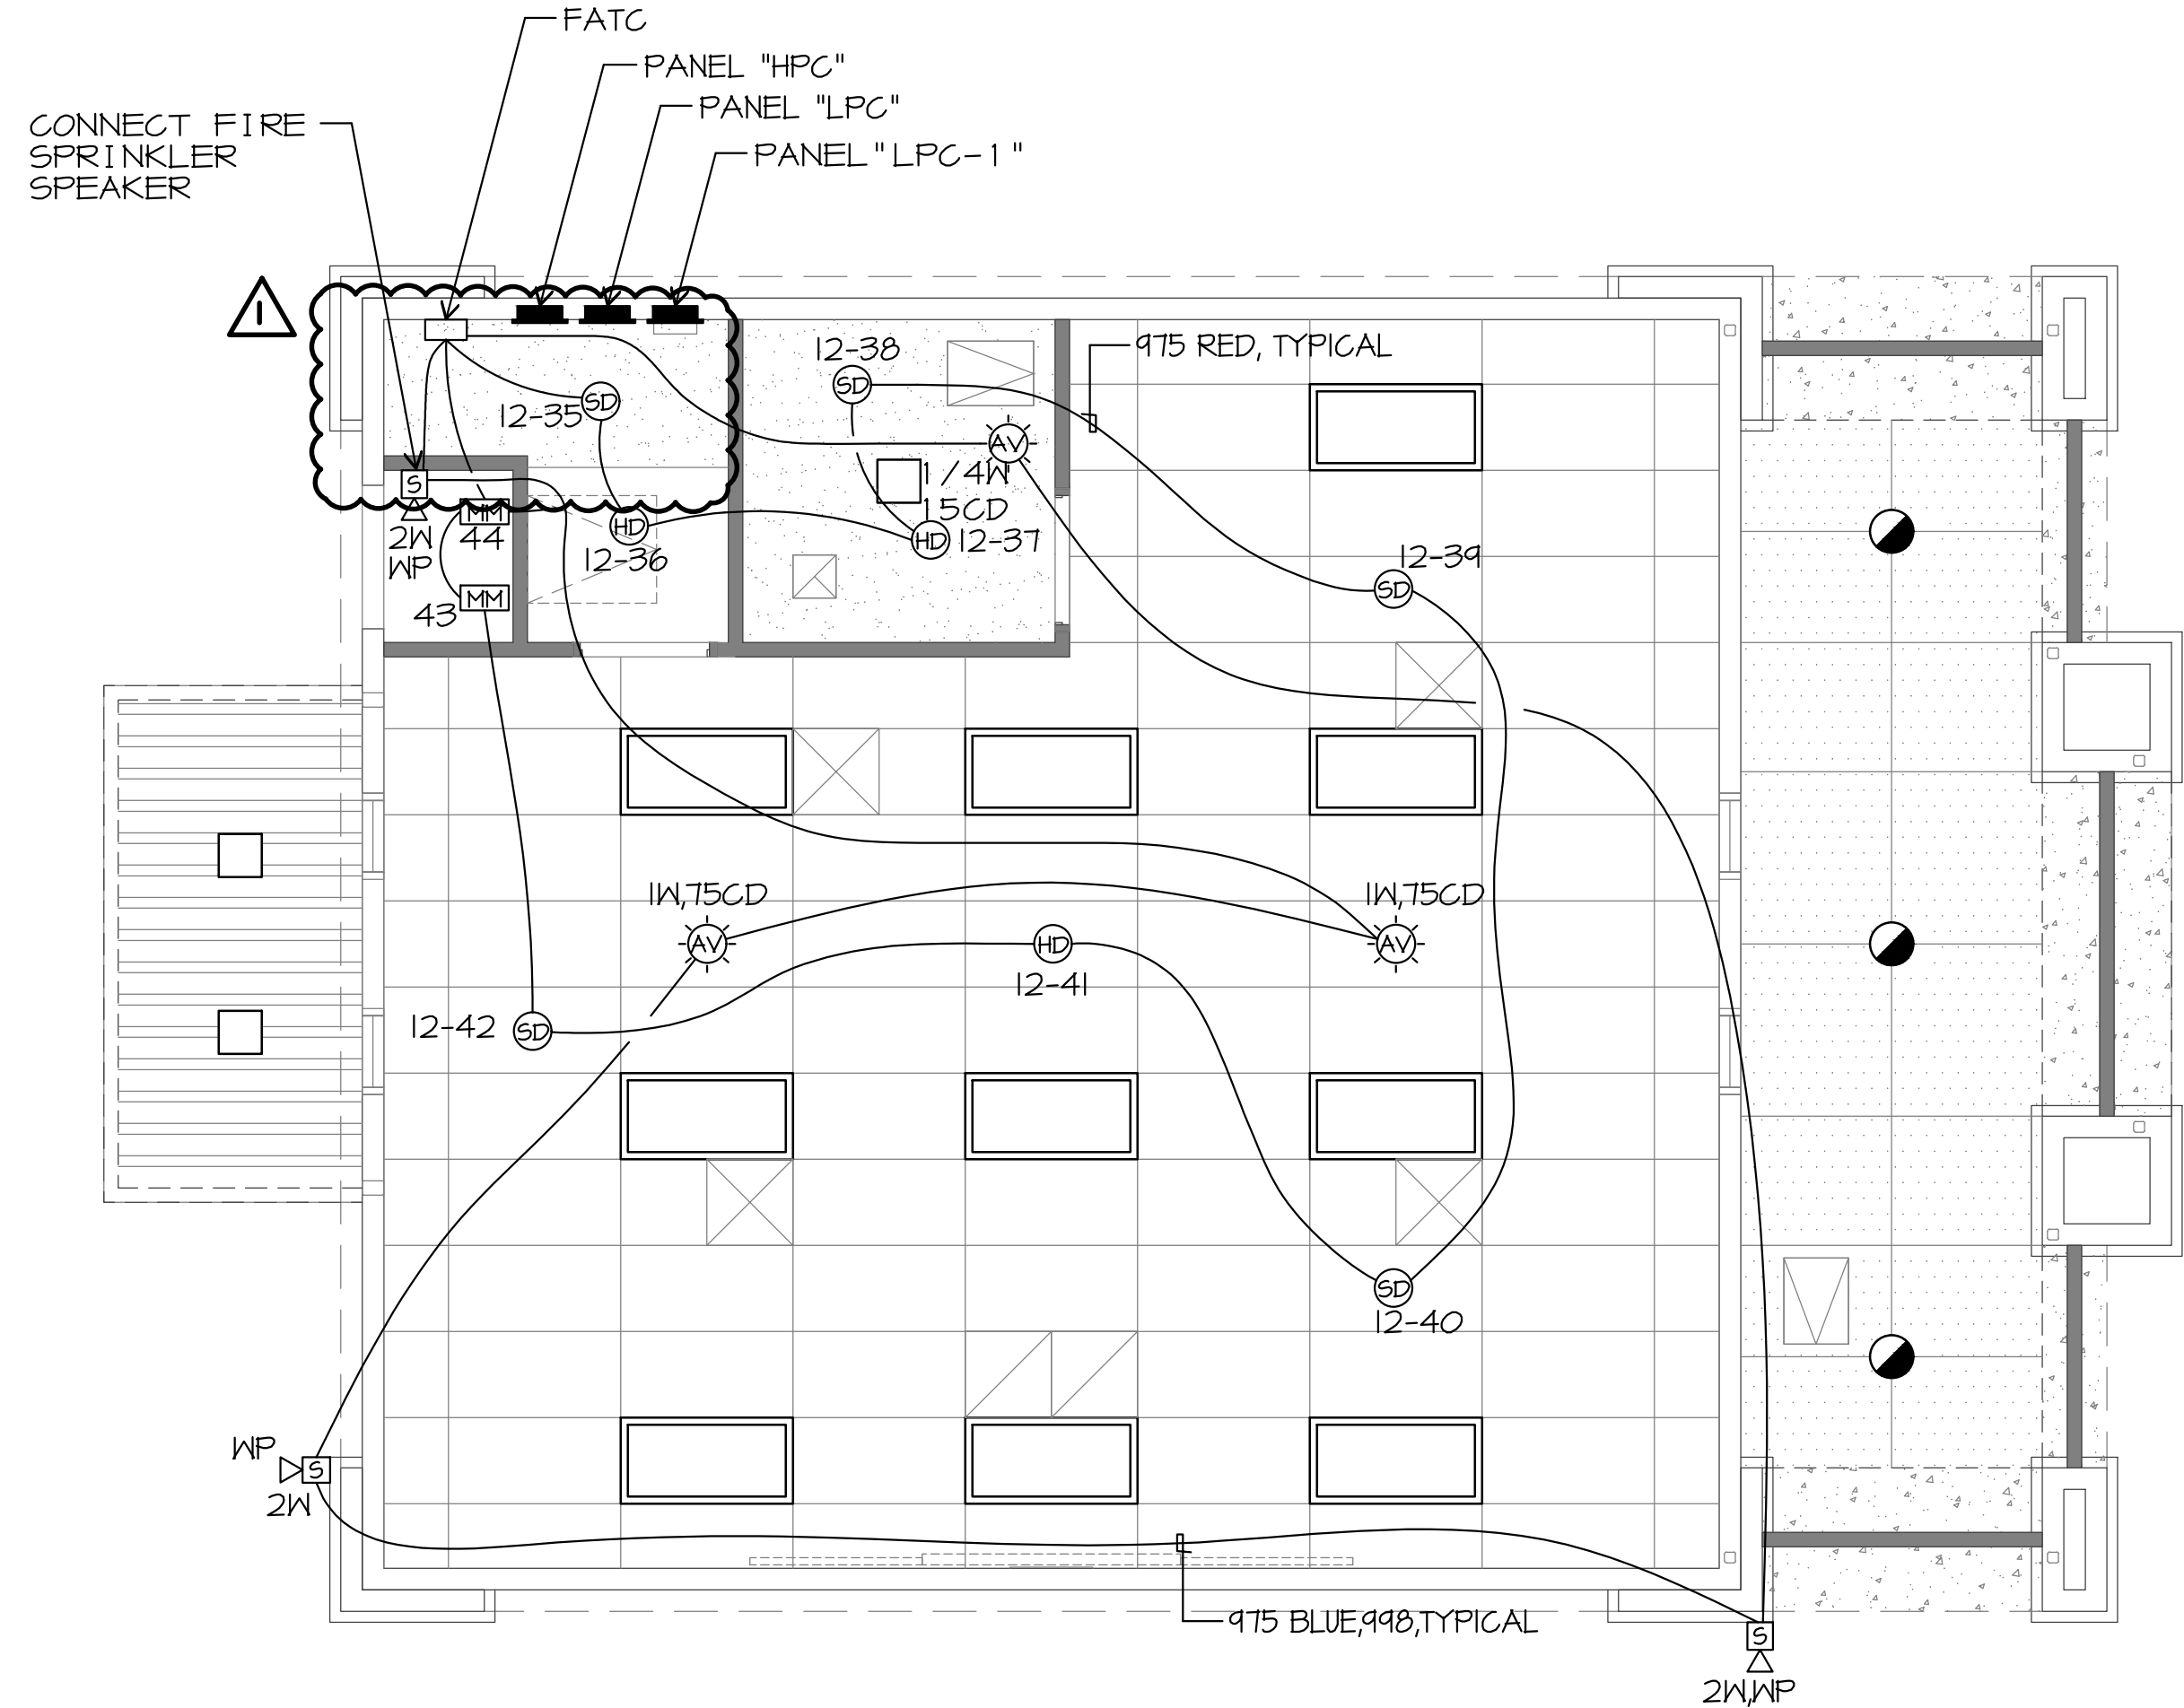 FATC
PANEL "HPC"
PANEL "LPC"
PANEL "LPC-1"
CONNECT FIRE
SPRINKLER
SPEAKER
1
12-38
SD
975 RED, TYPICAL
12-35
SD
AV
1/4W
15CD
S
2W
WP
MM
44
HD
12-36
HD
12-37
12-39
SD
MM
43
1W,75CD
1W,75CD
AV
HD
AV
12-41
12-42
SD
SD
12-40
WP
S
2W
975 BLUE,998,TYPICAL
S
2W,WP